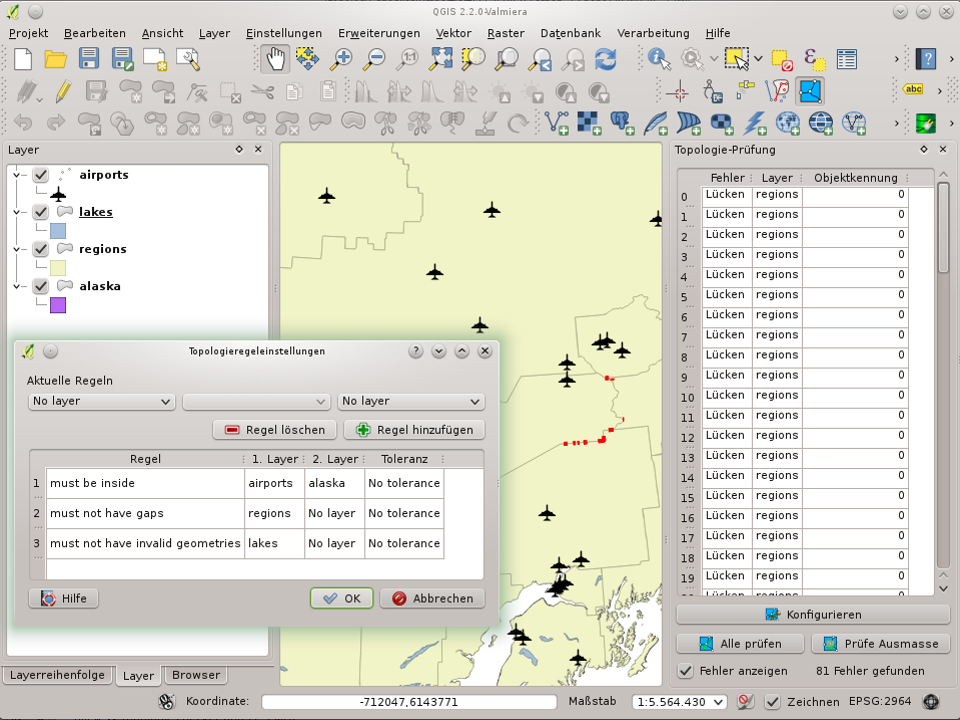 QGIS 2.2.0-Valmiera
Projekt Bearbeiten Ansicht Layer Einstellungen Erweiterungen Vektor Raster Datenbank Verarbeitung Hilfe
abc
Layer
airports
lakes
regions
alaska
Topologieregeleinstellungen
Aktuelle Regeln
No layer No layer
Regel löschen Regel hinzufügen
Regel 1. Layer 2. Layer Toleranz
1 must be inside airports alaska No tolerance
2 must not have gaps regions No layer No tolerance
3 must not have invalid geometries lakes No layer No tolerance
Hilfe OK Abbrechen
Layerreihenfolge Layer Browser
Topologie-Prüfung
Fehler Layer Objektkennung
0 Lücken regions 0
1 Lücken regions 0
2 Lücken regions 0
3 Lücken regions 0
4 Lücken regions 0
5 Lücken regions 0
6 Lücken regions 0
7 Lücken regions 0
8 Lücken regions 0
9 Lücken regions 0
10 Lücken regions 0
11 Lücken regions 0
12 Lücken regions 0
13 Lücken regions 0
14 Lücken regions 0
15 Lücken regions 0
16 Lücken regions 0
17 Lücken regions 0
18 Lücken regions 0
19 Lücken regions 0
Konfigurieren
Alle prüfen Prüfe Ausmasse
Fehler anzeigen 81 Fehler gefunden
Koordinate: -712047,6143771 Maßstab 1:5.564.430 Zeichnen EPSG:2964